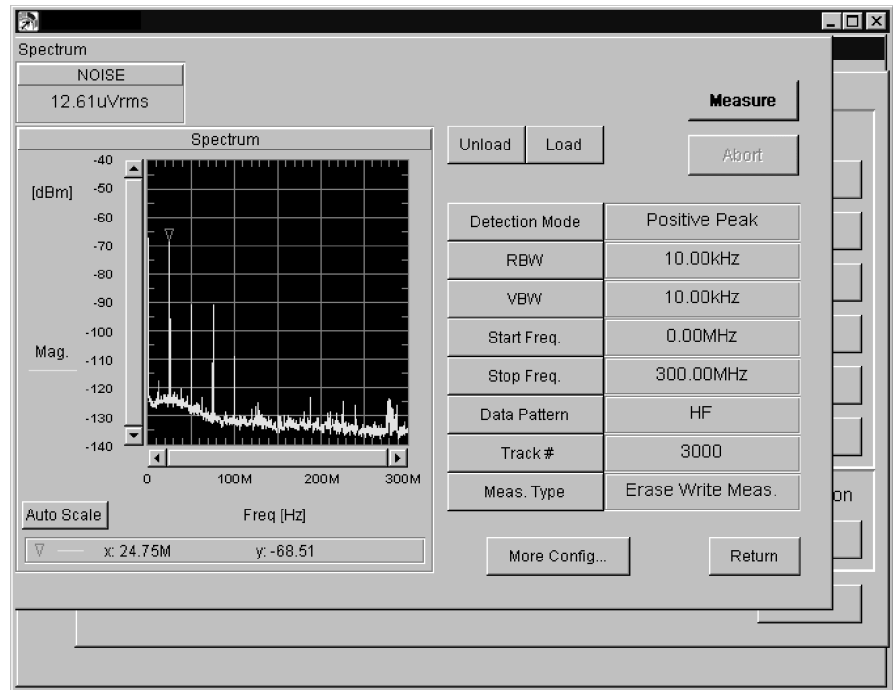 Spectrum
NOISE
12.61uVrms
Measure
Spectrum
Unload
Load
Abort
-40
[dBm]
-50
-60
-70
-80
-90
-100
Mag.
-110
-120
-130
-140
0
100M
200M
300M
Auto Scale
Freq [Hz]
x: 24.75M
y: -68.51
Detection Mode
Positive Peak
RBW
10.00kHz
VBW
10.00kHz
Start Freq.
0.00MHz
Stop Freq.
300.00MHz
Data Pattern
HF
Track #
3000
Meas. Type
Erase Write Meas.
on
More Config...
Return